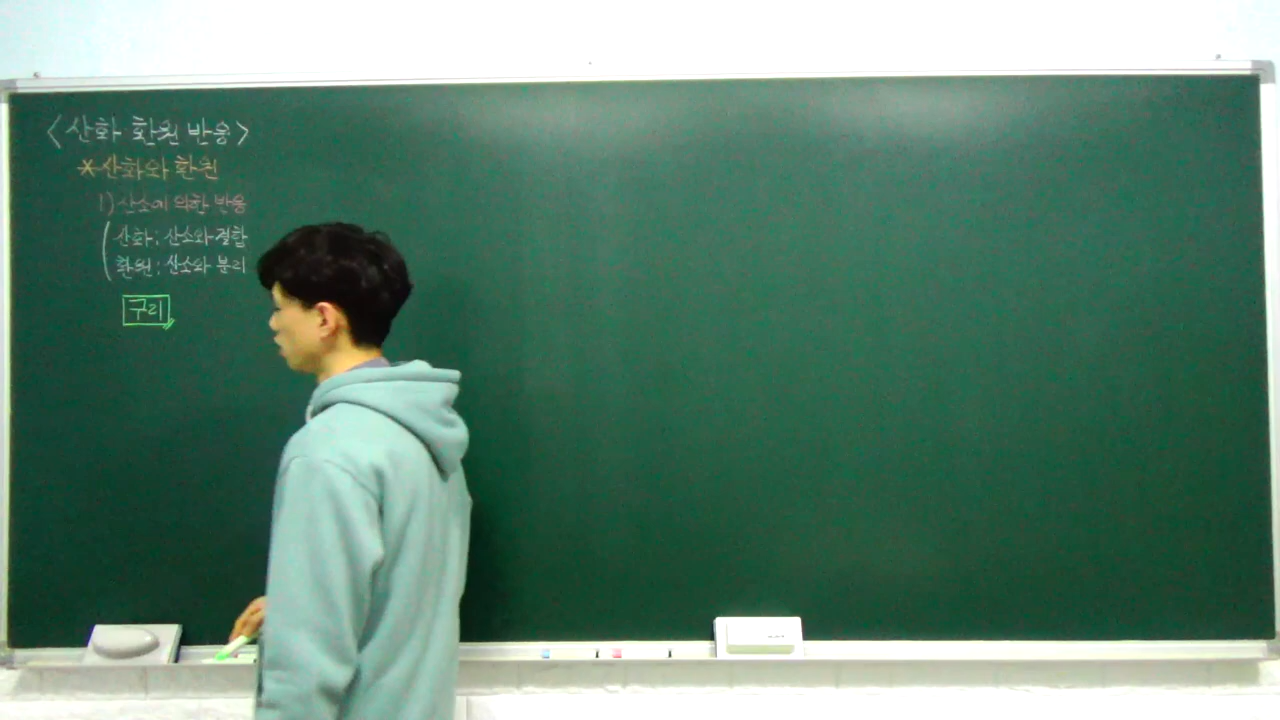 <산화 환원 반응>
*산화와 환원
1) 산소에 의한 반응
산화 : 산소와 결합
환원 : 산소와 분리
구리